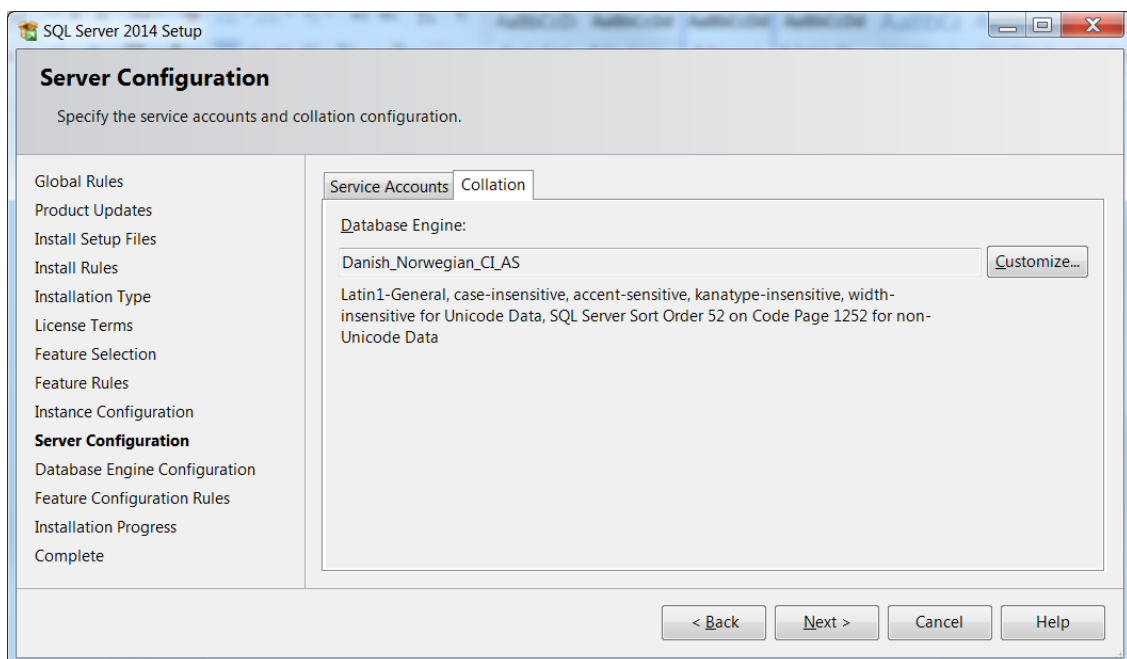 SQL Server 2014 Setup
Server Configuration
Specify the service accounts and collation configuration.
Global Rules
Product Updates
Install Setup Files
Install Rules
Installation Type
License Terms
Feature Selection
Feature Rules
Instance Configuration
Server Configuration
Database Engine Configuration
Feature Configuration Rules
Installation Progress
Complete
Service Accounts Collation
Database Engine:
Danish_Norwegian_CI_AS Customize...
Latin1-General, case-insensitive, accent-sensitive, kanatype-insensitive, width-
insensitive for Unicode Data, SQL Server Sort Order 52 on Code Page 1252 for non-
Unicode Data
< Back Next > Cancel Help